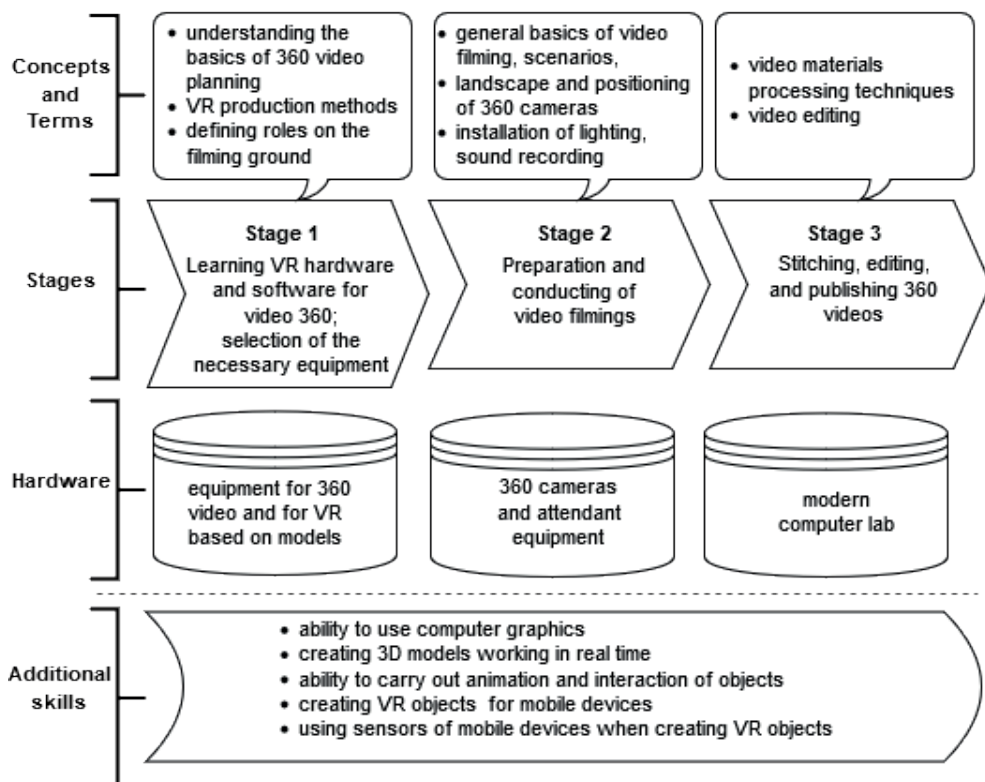 Concepts
and
Terms
• understanding the
basics of 360 video
planning
• VR production methods
• defining roles on the
filming ground
• general basics of video
filming, scenarios,
• landscape and positioning
of 360 cameras
• installation of lighting,
sound recording
• video materials
processing techniques
• video editing
Stages
Stage 1
Learning VR hardware
and software for
video 360;
selection of the
necessary equipment
Stage 2
Preparation and
conducting of
video filmings
Stage 3
Stitching, editing,
and publishing 360
videos
Hardware
equipment for 360
video and for VR
based on models
360 cameras
and attendant
equipment
modern
computer lab
Additional
skills
• ability to use computer graphics
• creating 3D models working in real time
• ability to carry out animation and interaction of objects
• creating VR objects for mobile devices
• using sensors of mobile devices when creating VR objects